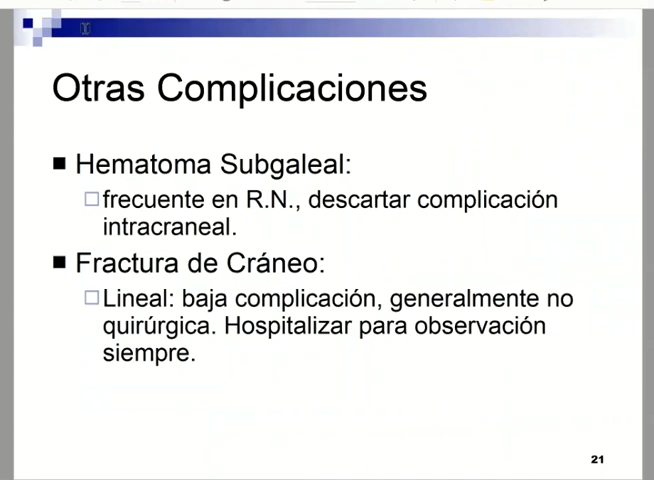 Otras Complicaciones
Hematoma Subgaleal:
frecuente en R.N., descartar complicación
intracraneal.
Fractura de Cráneo:
Lineal: baja complicación, generalmente no
quirúrgica. Hospitalizar para observación
siempre.
21